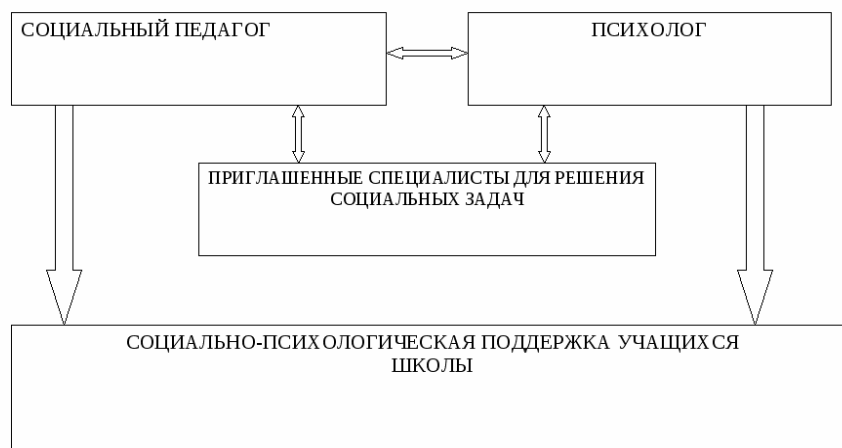 СОЦИАЛЬНЫЙ ПЕДАГОГ
ПСИХОЛОГ
ПРИГЛАШЕННЫЕ СПЕЦИАЛИСТЫ ДЛЯ РЕШЕНИЯ
СОЦИАЛЬНЫХ ЗАДАЧ
СОЦИАЛЬНО-ПСИХОЛОГИЧЕСКАЯ ПОДДЕРЖКА УЧАЩИХСЯ
ШКОЛЫ